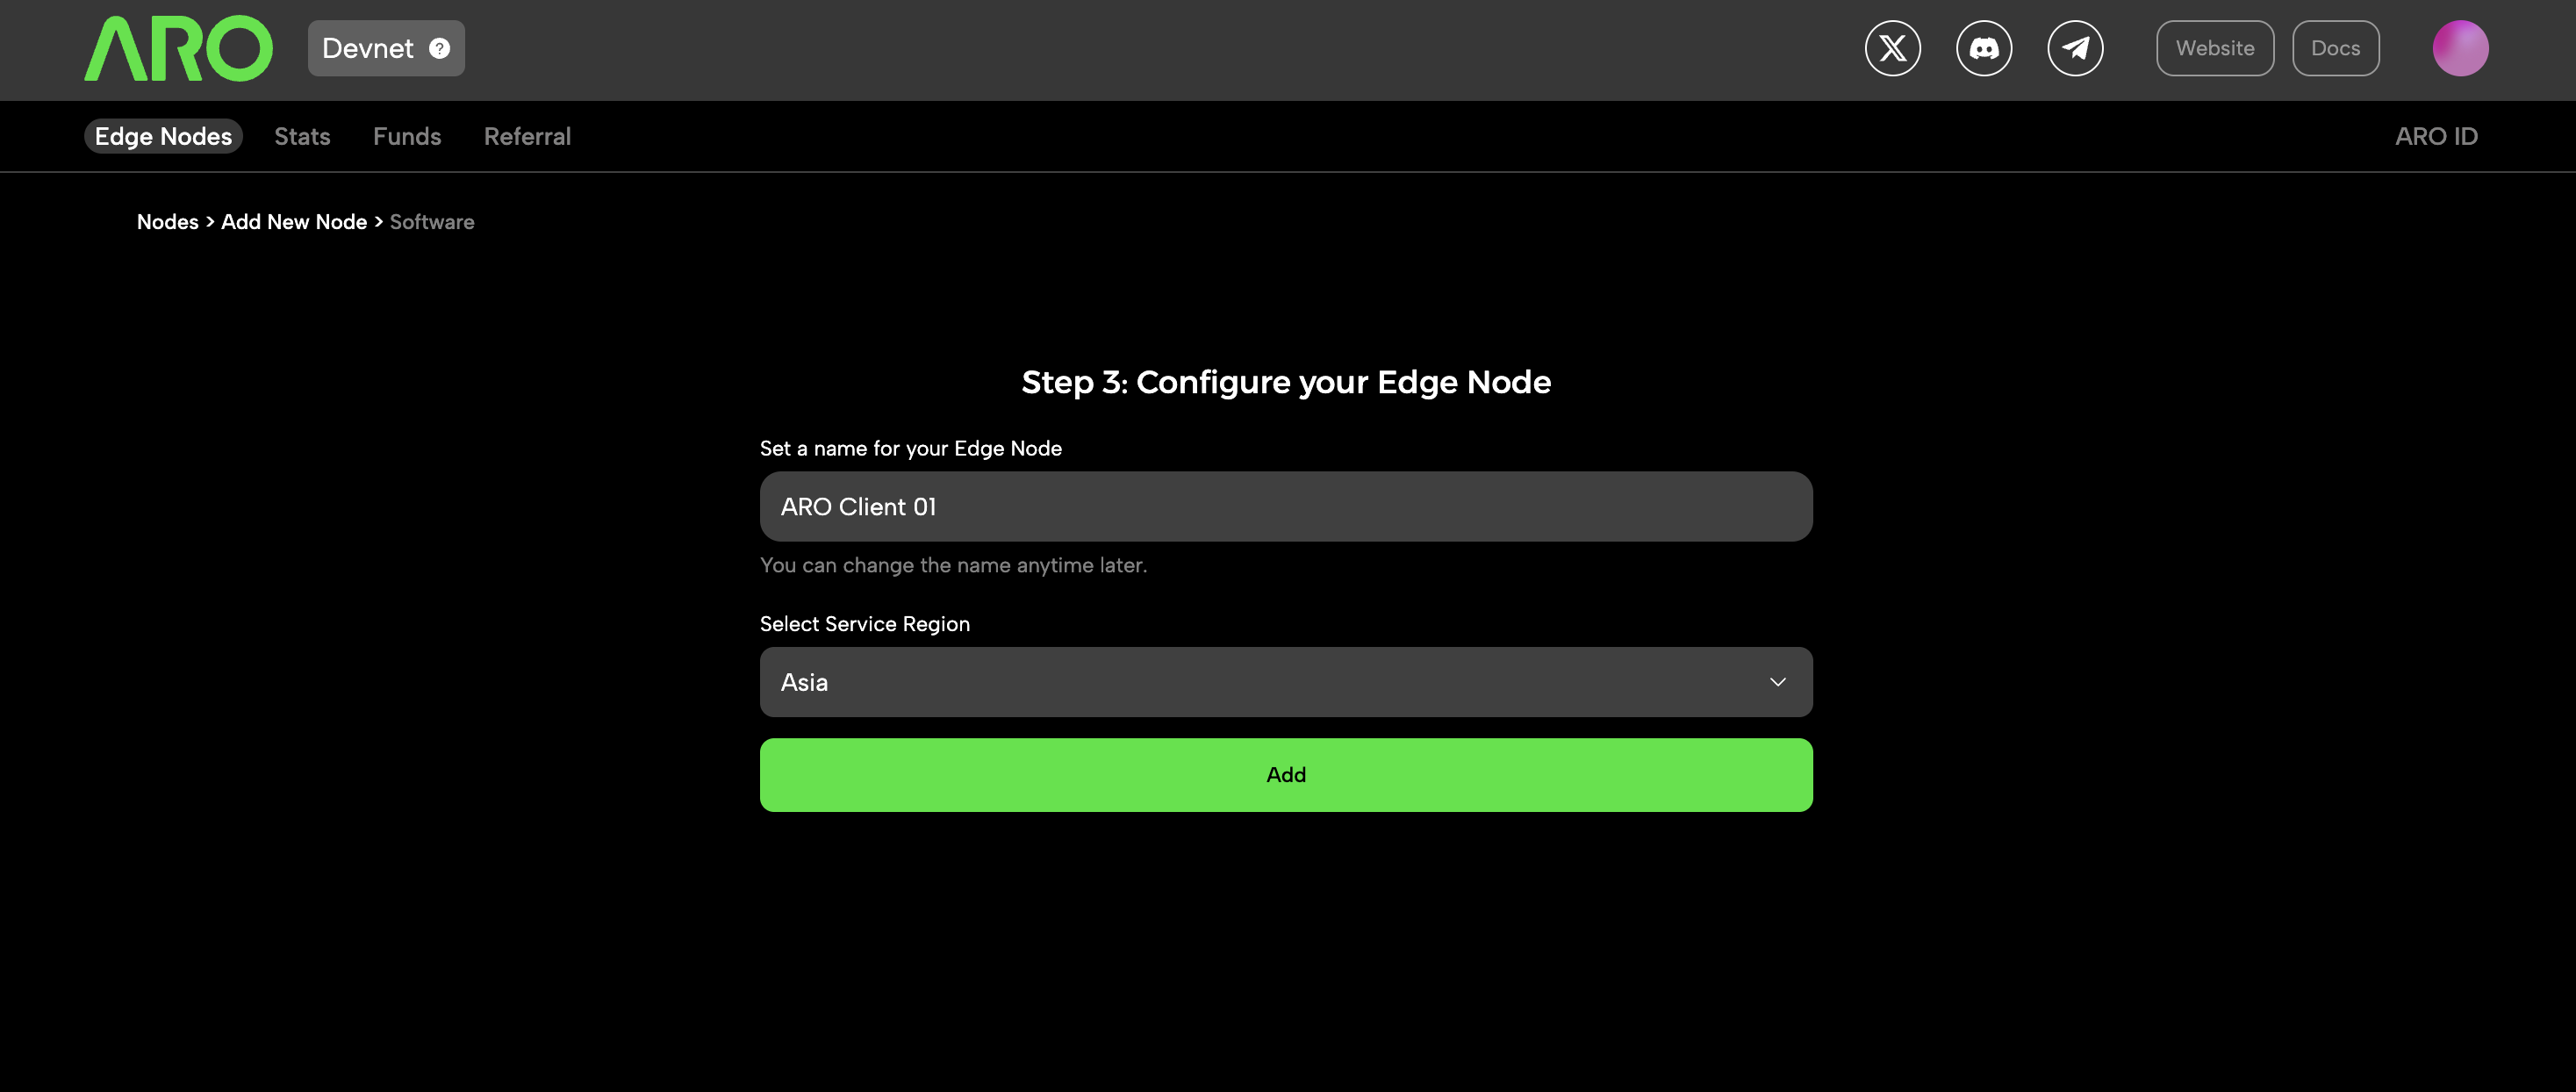 ARO
Devnet ?
Website
Docs
Edge Nodes
Stats
Funds
Referral
ARO ID
Nodes > Add New Node > Software
Step 3: Configure your Edge Node
Set a name for your Edge Node
ARO Client 01
You can change the name anytime later.
Select Service Region
Asia
Add